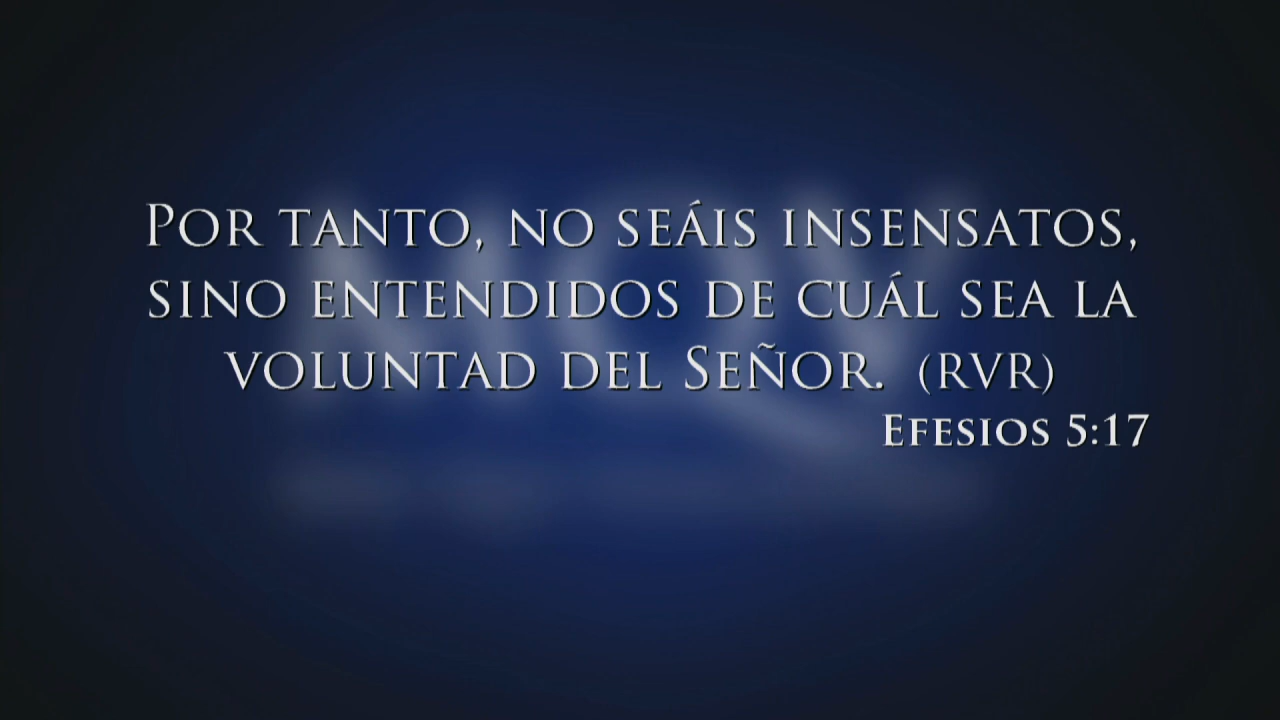 Por tanto, no seáis insensatos,
sino entendidos de cuál sea la
voluntad del Señor. (RVR)
Efesios 5:17